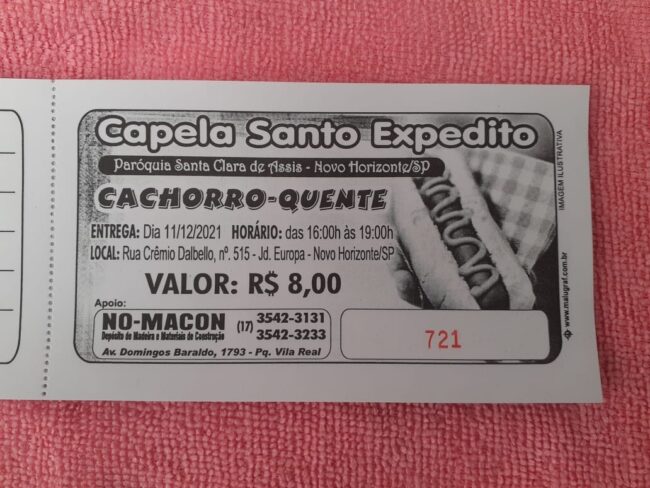 Capela Santo Expedito
Paróquia Santa Clara de Assis - Novo Horizonte/SP
CACHORRO-QUENTE
ENTREGA: Dia 11/12/2021 HORÁRIO: das 16:00h às 19:00h
LOCAL: Rua Crêmio Dalbello, nº. 515 - Jd. Europa - Novo Horizonte/SP
VALOR: R$ 8,00
Apoio:
NO-MACON
Depósito de Madeira e Materiais de Construção
(17) 3542-3131
3542-3233
Av. Domingos Baraldo, 1793 - Pq. Vila Real
721
IMAGEM ILUSTRATIVA
www.malugraf.com.br